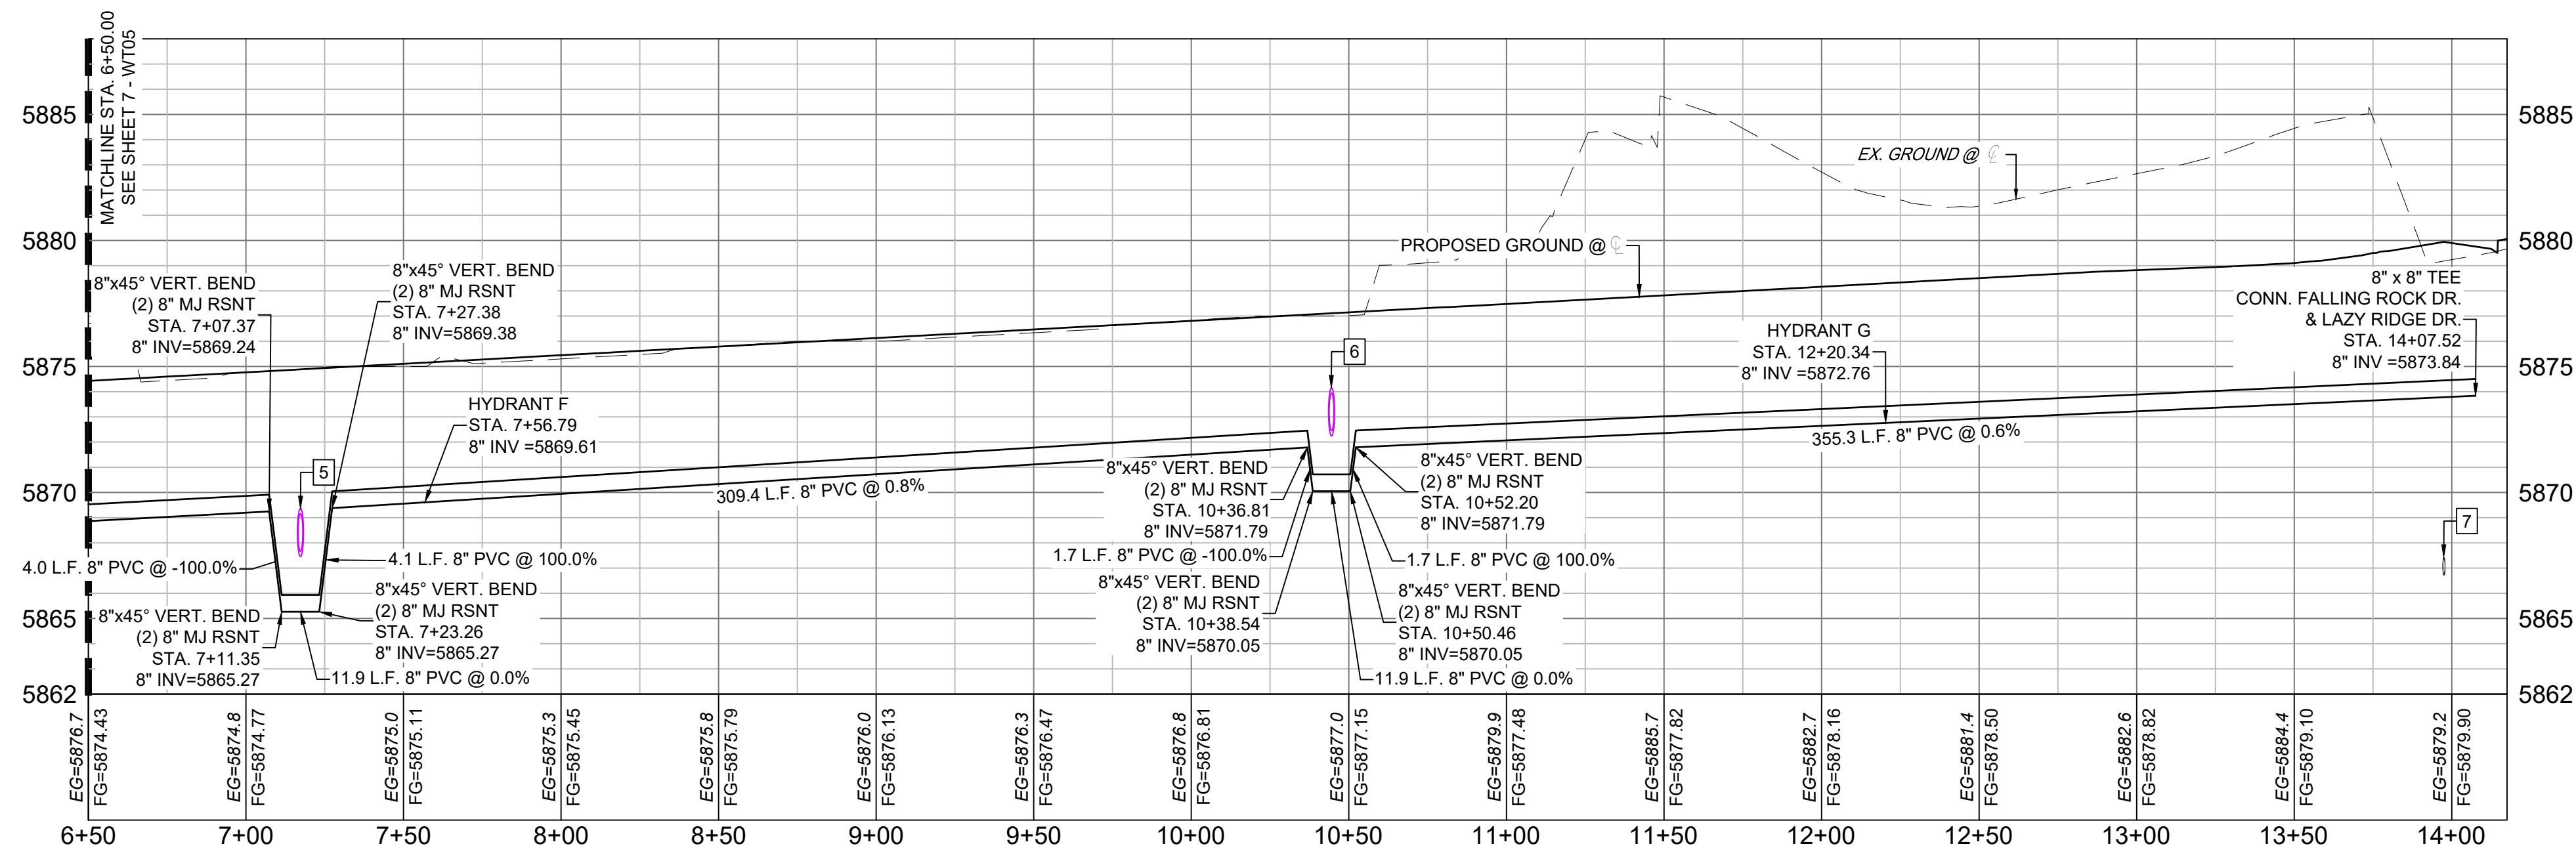 MATCHLINE STA. 6+50.00
SEE SHEET 7 - WT05
5885
5880
5875
5870
5865
5862
5885
5880
5875
5870
5865
5862
8"x45° VERT. BEND
(2) 8" MJ RSNT
STA. 7+07.37
8" INV=5869.24
8"x45° VERT. BEND
(2) 8" MJ RSNT
STA. 7+27.38
8" INV=5869.38
HYDRANT F
STA. 7+56.79
8" INV =5869.61
5
4.0 L.F. 8" PVC @ -100.0%
4.1 L.F. 8" PVC @ 100.0%
8"x45° VERT. BEND
(2) 8" MJ RSNT
STA. 7+11.35
8" INV=5865.27
8"x45° VERT. BEND
(2) 8" MJ RSNT
STA. 7+23.26
8" INV=5865.27
11.9 L.F. 8" PVC @ 0.0%
309.4 L.F. 8" PVC @ 0.8%
6
8"x45° VERT. BEND
(2) 8" MJ RSNT
STA. 10+36.81
8" INV=5871.79
1.7 L.F. 8" PVC @ -100.0%
8"x45° VERT. BEND
(2) 8" MJ RSNT
STA. 10+38.54
8" INV=5870.05
8"x45° VERT. BEND
(2) 8" MJ RSNT
STA. 10+52.20
8" INV=5871.79
1.7 L.F. 8" PVC @ 100.0%
8"x45° VERT. BEND
(2) 8" MJ RSNT
STA. 10+50.46
8" INV=5870.05
11.9 L.F. 8" PVC @ 0.0%
PROPOSED GROUND @ ℄
EX. GROUND @ ℄
HYDRANT G
STA. 12+20.34
8" INV =5872.76
355.3 L.F. 8" PVC @ 0.6%
8" x 8" TEE
CONN. FALLING ROCK DR.
& LAZY RIDGE DR.
STA. 14+07.52
8" INV =5873.84
7
EG=5876.7
FG=5874.43
EG=5874.8
FG=5874.77
EG=5875.0
FG=5875.11
EG=5875.3
FG=5875.45
EG=5875.8
FG=5875.79
EG=5876.0
FG=5876.13
EG=5876.3
FG=5876.47
EG=5876.8
FG=5876.81
EG=5877.0
FG=5877.15
EG=5879.9
FG=5877.48
EG=5885.7
FG=5877.82
EG=5882.7
FG=5878.16
EG=5881.4
FG=5878.50
EG=5882.6
FG=5878.82
EG=5884.4
FG=5879.10
EG=5879.2
FG=5879.90
6+50
7+00
7+50
8+00
8+50
9+00
9+50
10+00
10+50
11+00
11+50
12+00
12+50
13+00
13+50
14+00